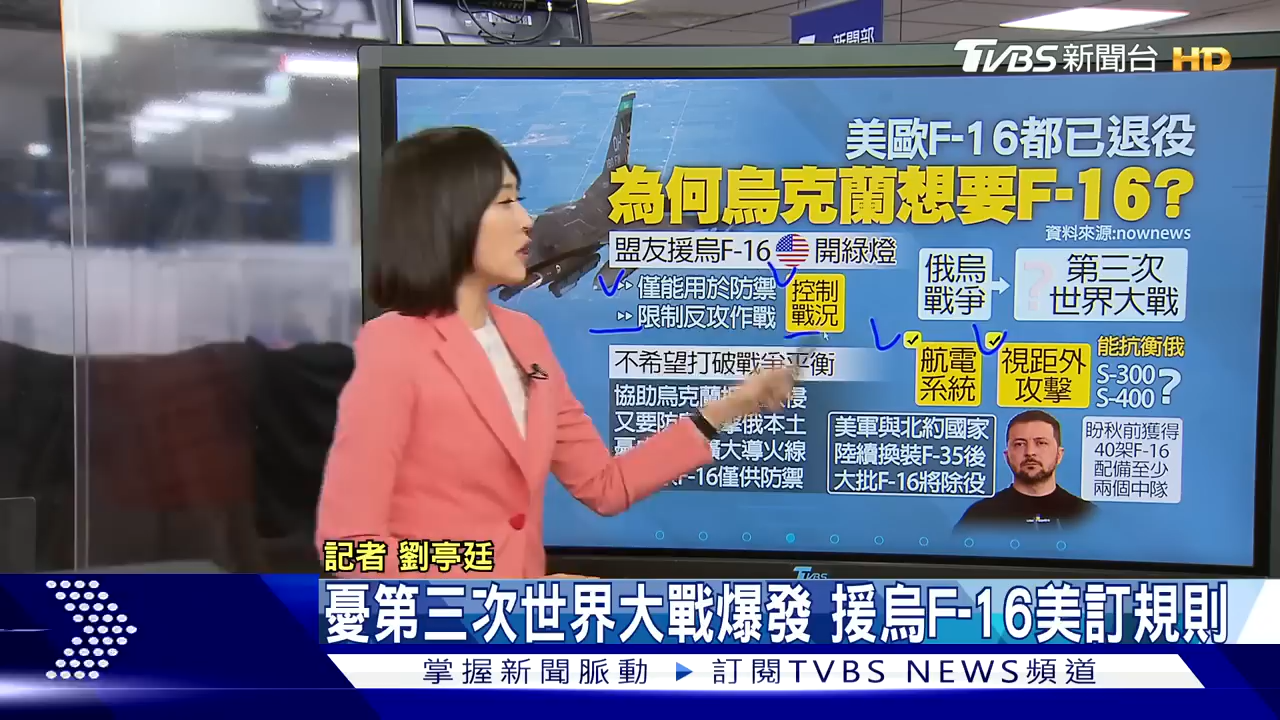 新聞部
TVBS新聞台 HD
美歐F-16都已退役
為何烏克蘭想要F-16?
資料來源:nownews
盟友援烏F-16 開綠燈
僅能用於防禦
限制反攻作戰
控制
戰況
俄烏
戰爭
?
第三次
世界大戰
不希望打破戰爭平衡
協助烏克蘭
侵
又要防
擊俄本土
擴大導火線
F-16僅供防禦
航電
系統
視距外
攻擊
能抗衡俄
S-300
S-400
?
美軍與北約國家
陸續換裝F-35後
大批F-16將除役
盼秋前獲得
40架F-16
配備至少
兩個中隊
TVBS
記者 劉亭廷
憂第三次世界大戰爆發 援烏F-16美訂規則
掌握新聞脈動 訂閱TVBS NEWS頻道